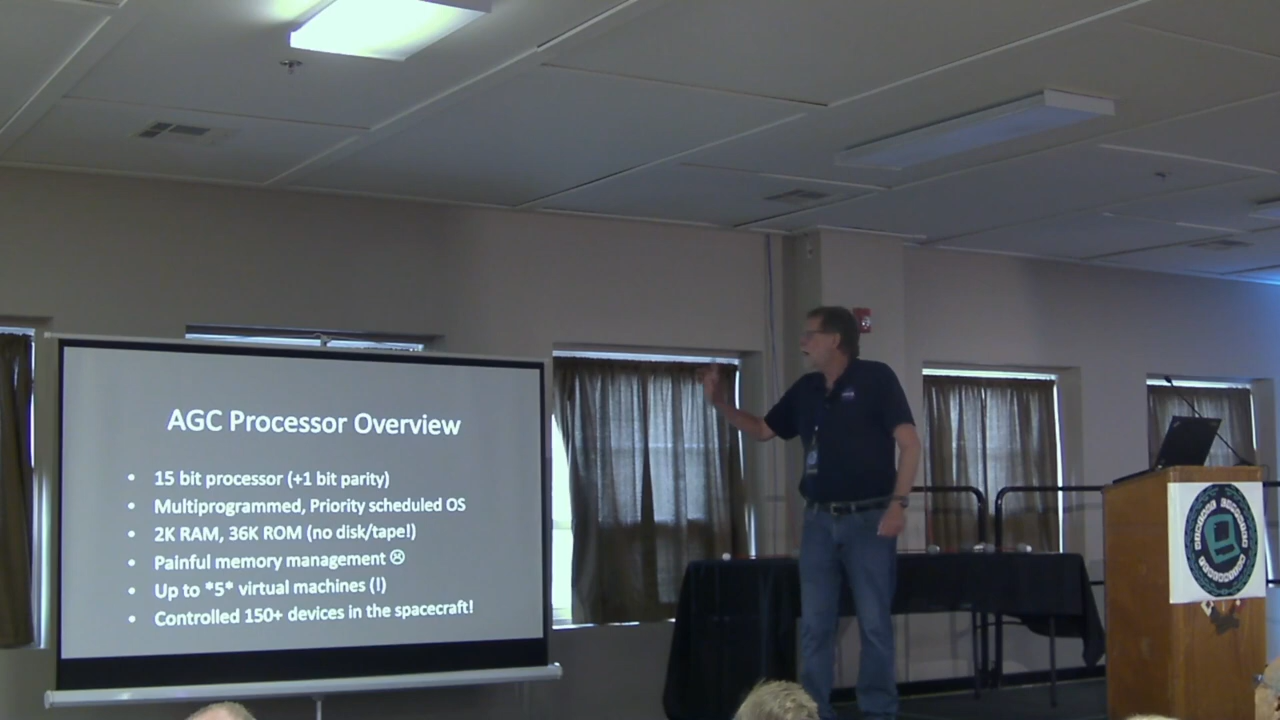 AGC Processor Overview
• 15 bit processor (+1 bit parity)
• Multiprogrammed, Priority scheduled OS
• 2K RAM, 36K ROM (no disk/tape!)
• Painful memory management ☹
• Up to *5* virtual machines (!)
• Controlled 150+ devices in the spacecraft!